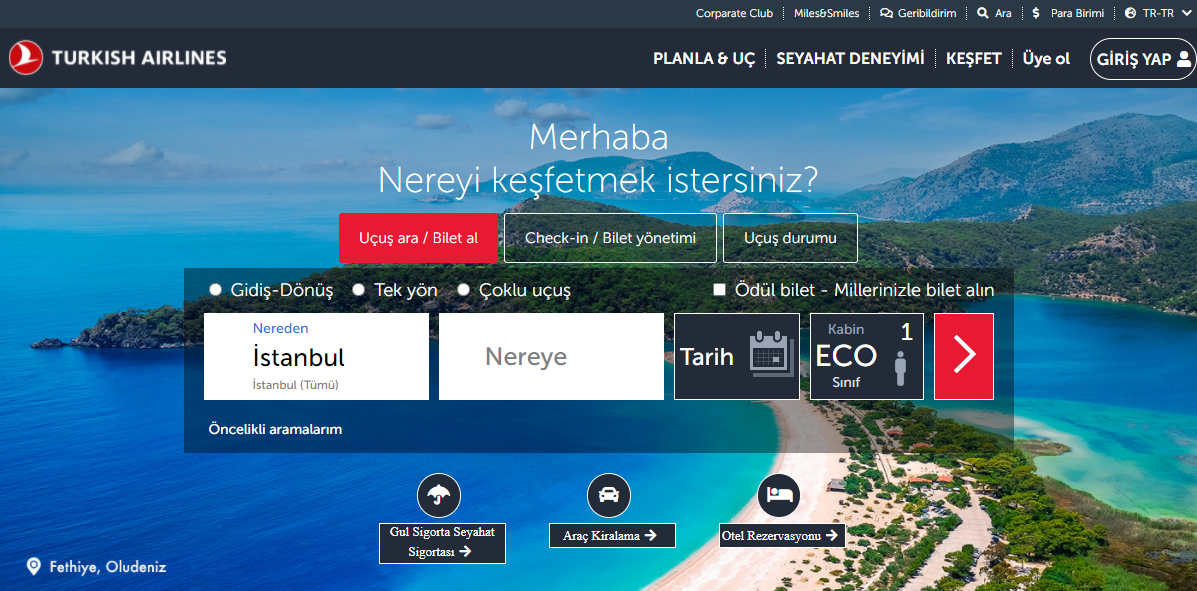 Corparate Club
Miles&Smiles
Geribildirim
Ara
$ Para Birimi
TR-TR
TURKISH AIRLINES
PLANLA & UÇ
SEYAHAT DENEYİMİ
KEŞFET
Üye ol
GİRİŞ YAP
Merhaba
Nereyi keşfetmek istersiniz?
Uçuş ara / Bilet al
Check-in / Bilet yönetimi
Uçuş durumu
Gidiş-Dönüş
Tek yön
Çoklu uçuş
Ödül bilet - Millerinizle bilet alın
Nereden
İstanbul
İstanbul (Tümü)
Nereye
Tarih
Kabin
1
ECO
Sınıf
Öncelikli aramalarım
Gul Sigorta Seyahat
Sigortası →
Araç Kiralama →
Otel Rezervasyonu →
Fethiye, Oludeniz